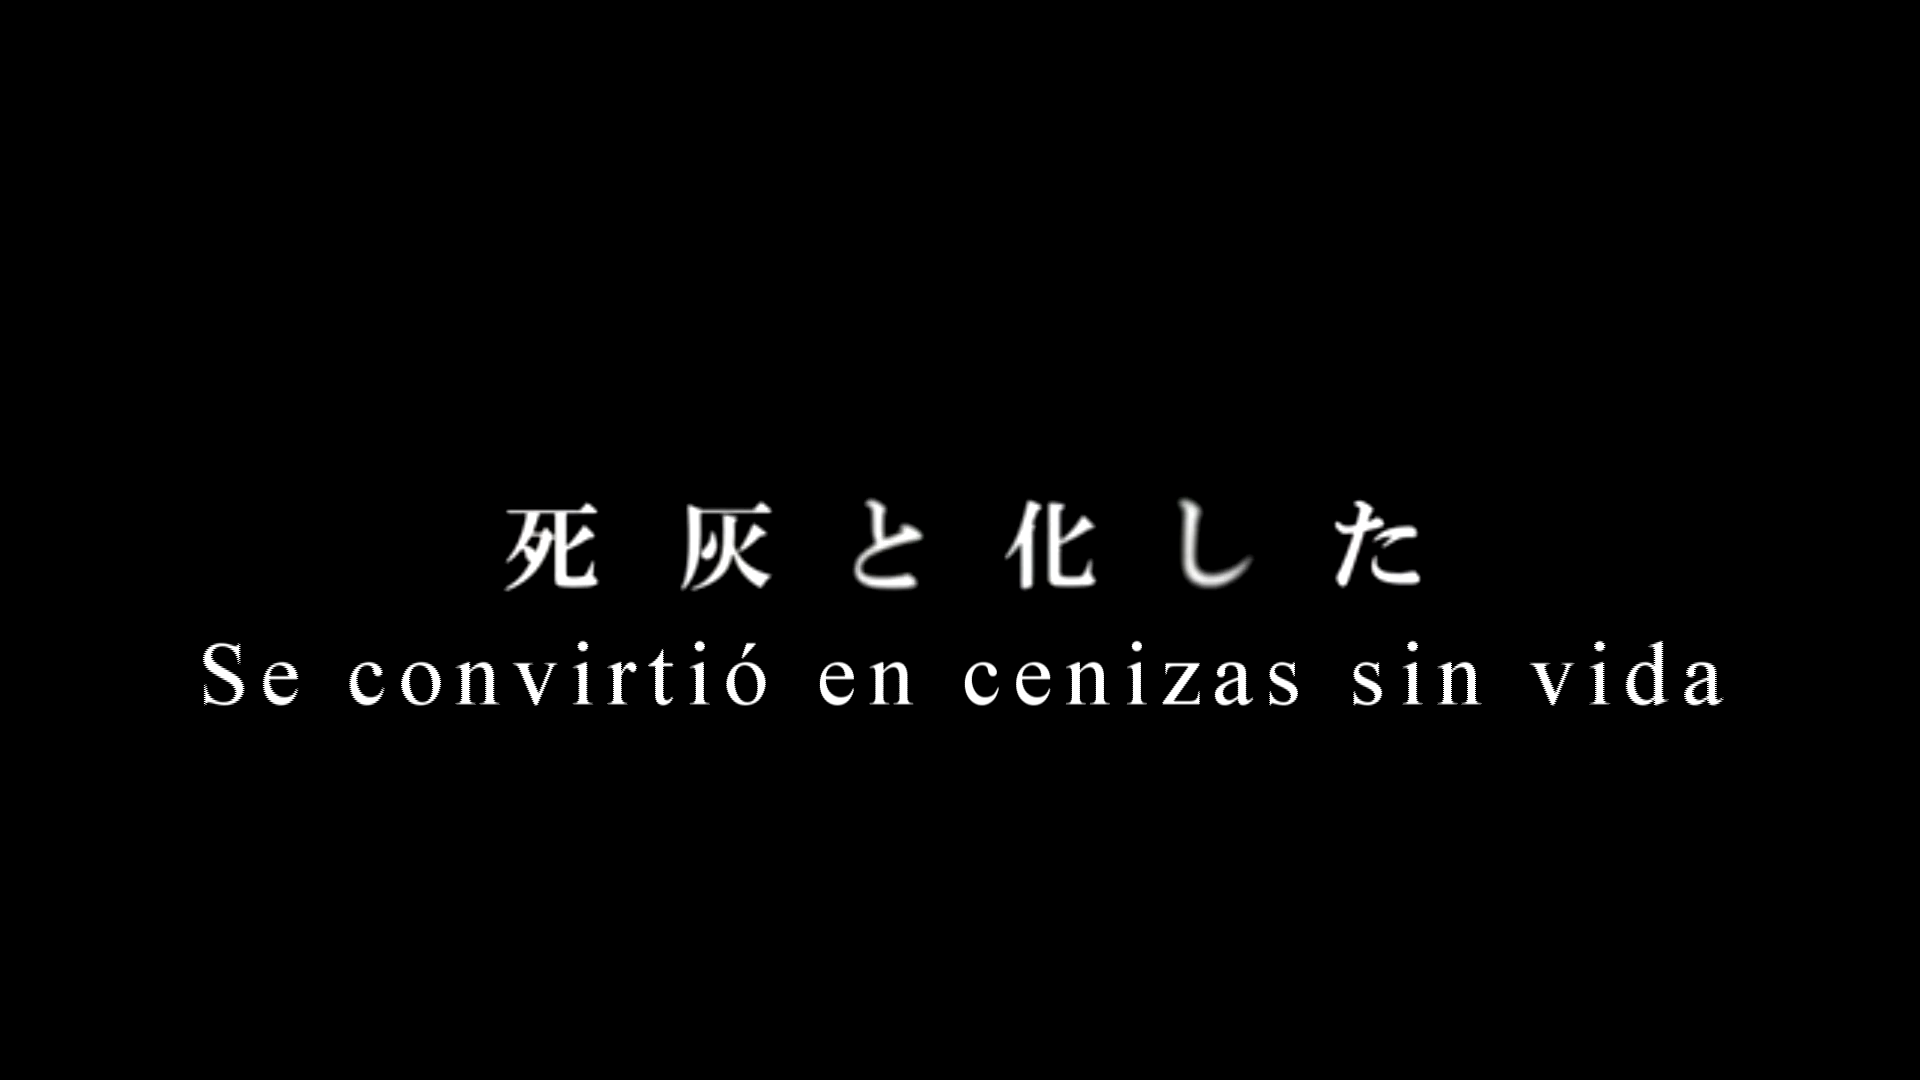 死灰と化した
Se convirtió en cenizas sin vida